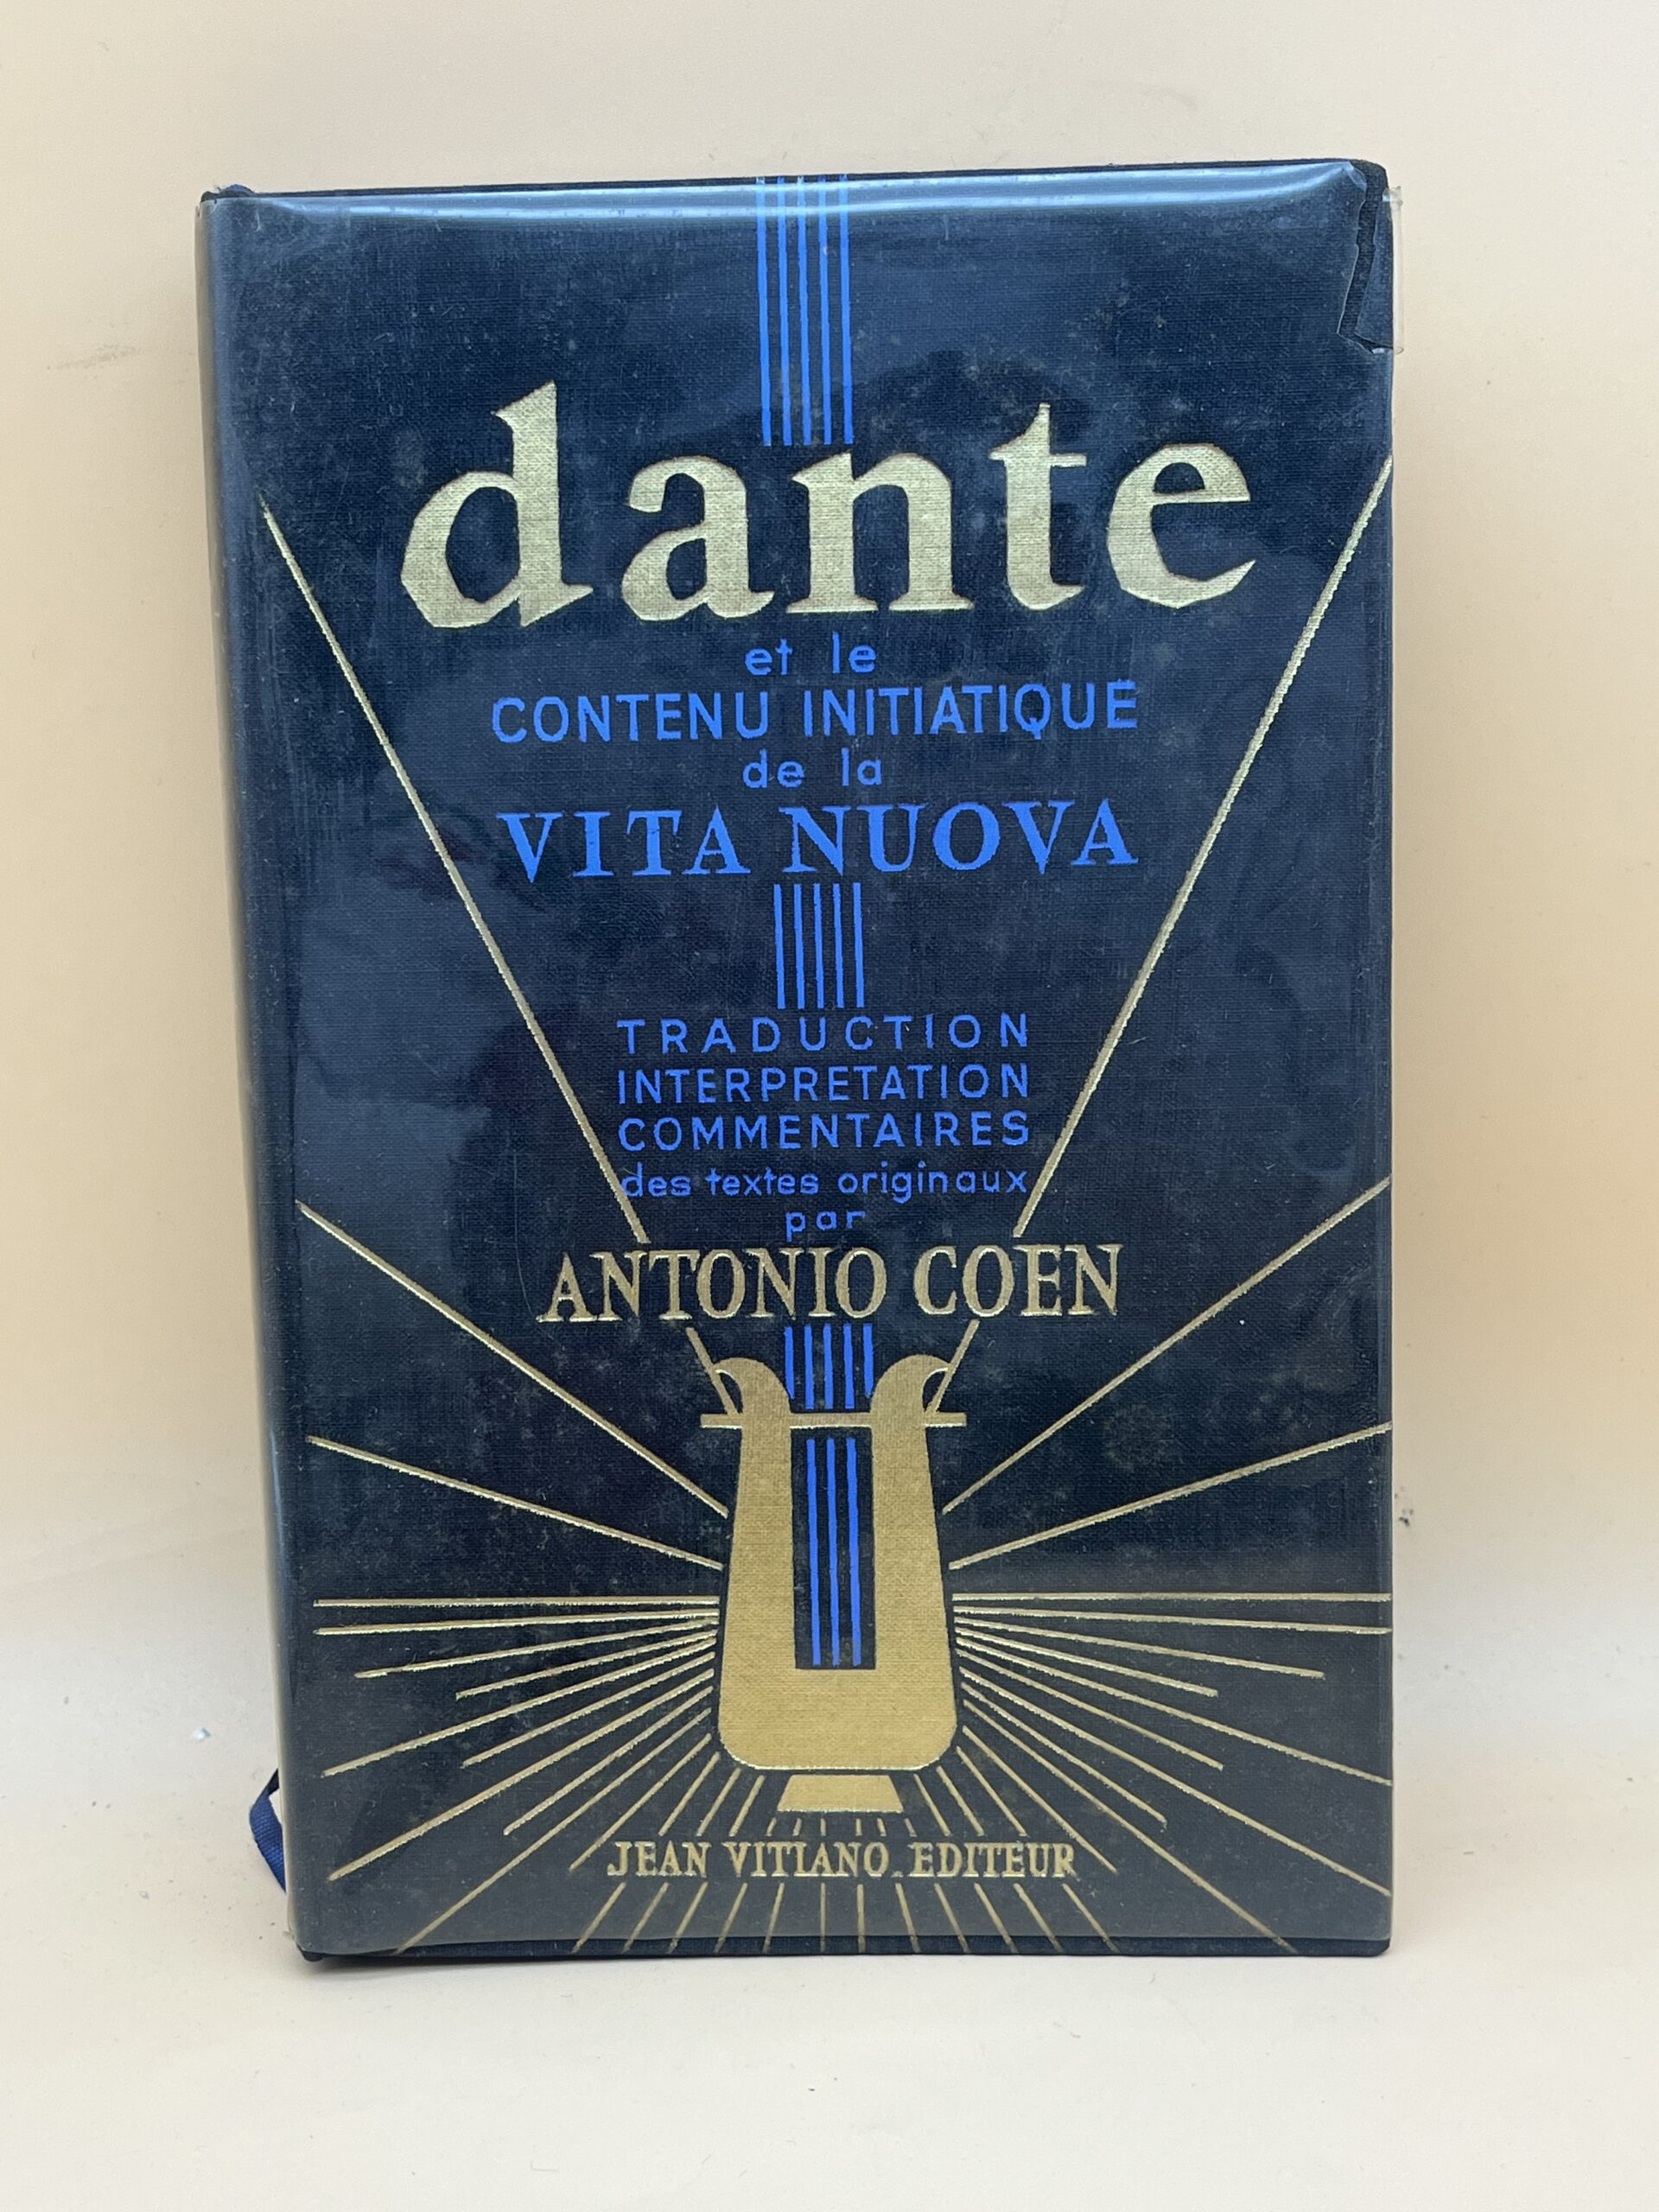 dante
et le
CONTENU INITIATIQUE
de la
VITA NUOVA
TRADUCTION
INTERPRETATION
COMMENTAIRES
des textes originaux
par
ANTONIO COEN
JEAN VITIANO. EDITEUR